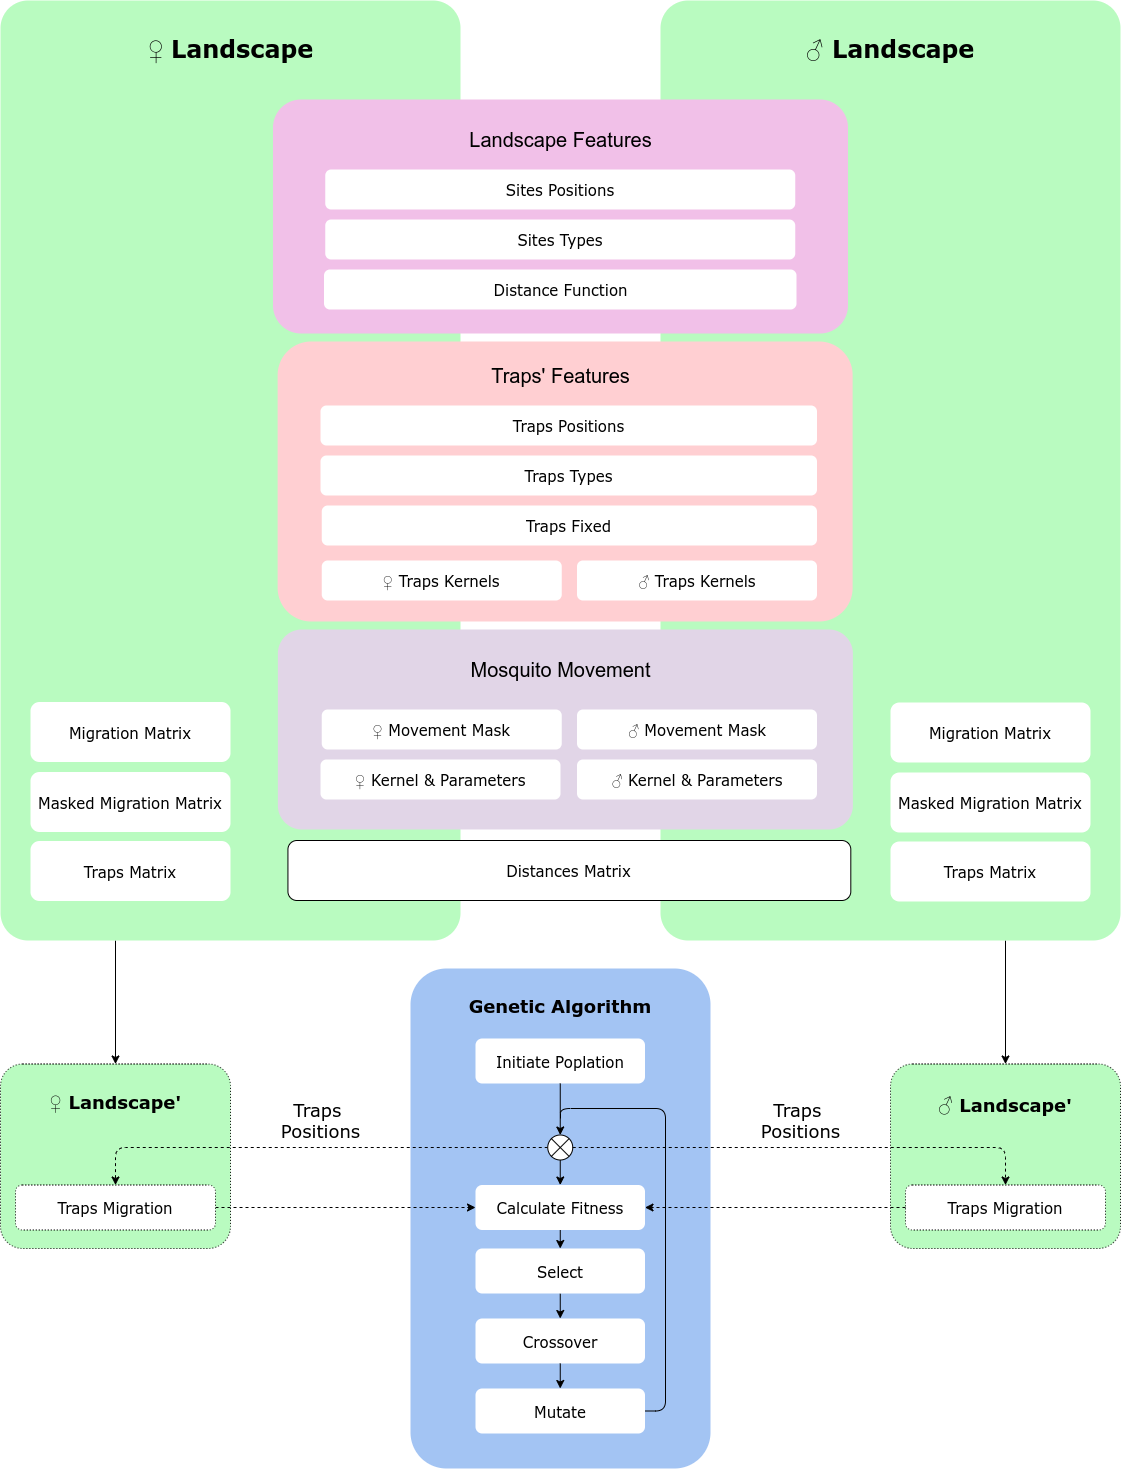 ♀ Landscape
♂ Landscape
Landscape Features
Sites Positions
Sites Types
Distance Function
Traps' Features
Traps Positions
Traps Types
Traps Fixed
♀ Traps Kernels
♂ Traps Kernels
Mosquito Movement
♀ Movement Mask
♂ Movement Mask
♀ Kernel & Parameters
♂ Kernel & Parameters
Migration Matrix
Masked Migration Matrix
Traps Matrix
Distances Matrix
Migration Matrix
Masked Migration Matrix
Traps Matrix
Genetic Algorithm
Initiate Poplation
♀ Landscape'
Traps
Positions
Traps
Positions
♂ Landscape'
Traps Migration
Calculate Fitness
Traps Migration
Select
Crossover
Mutate